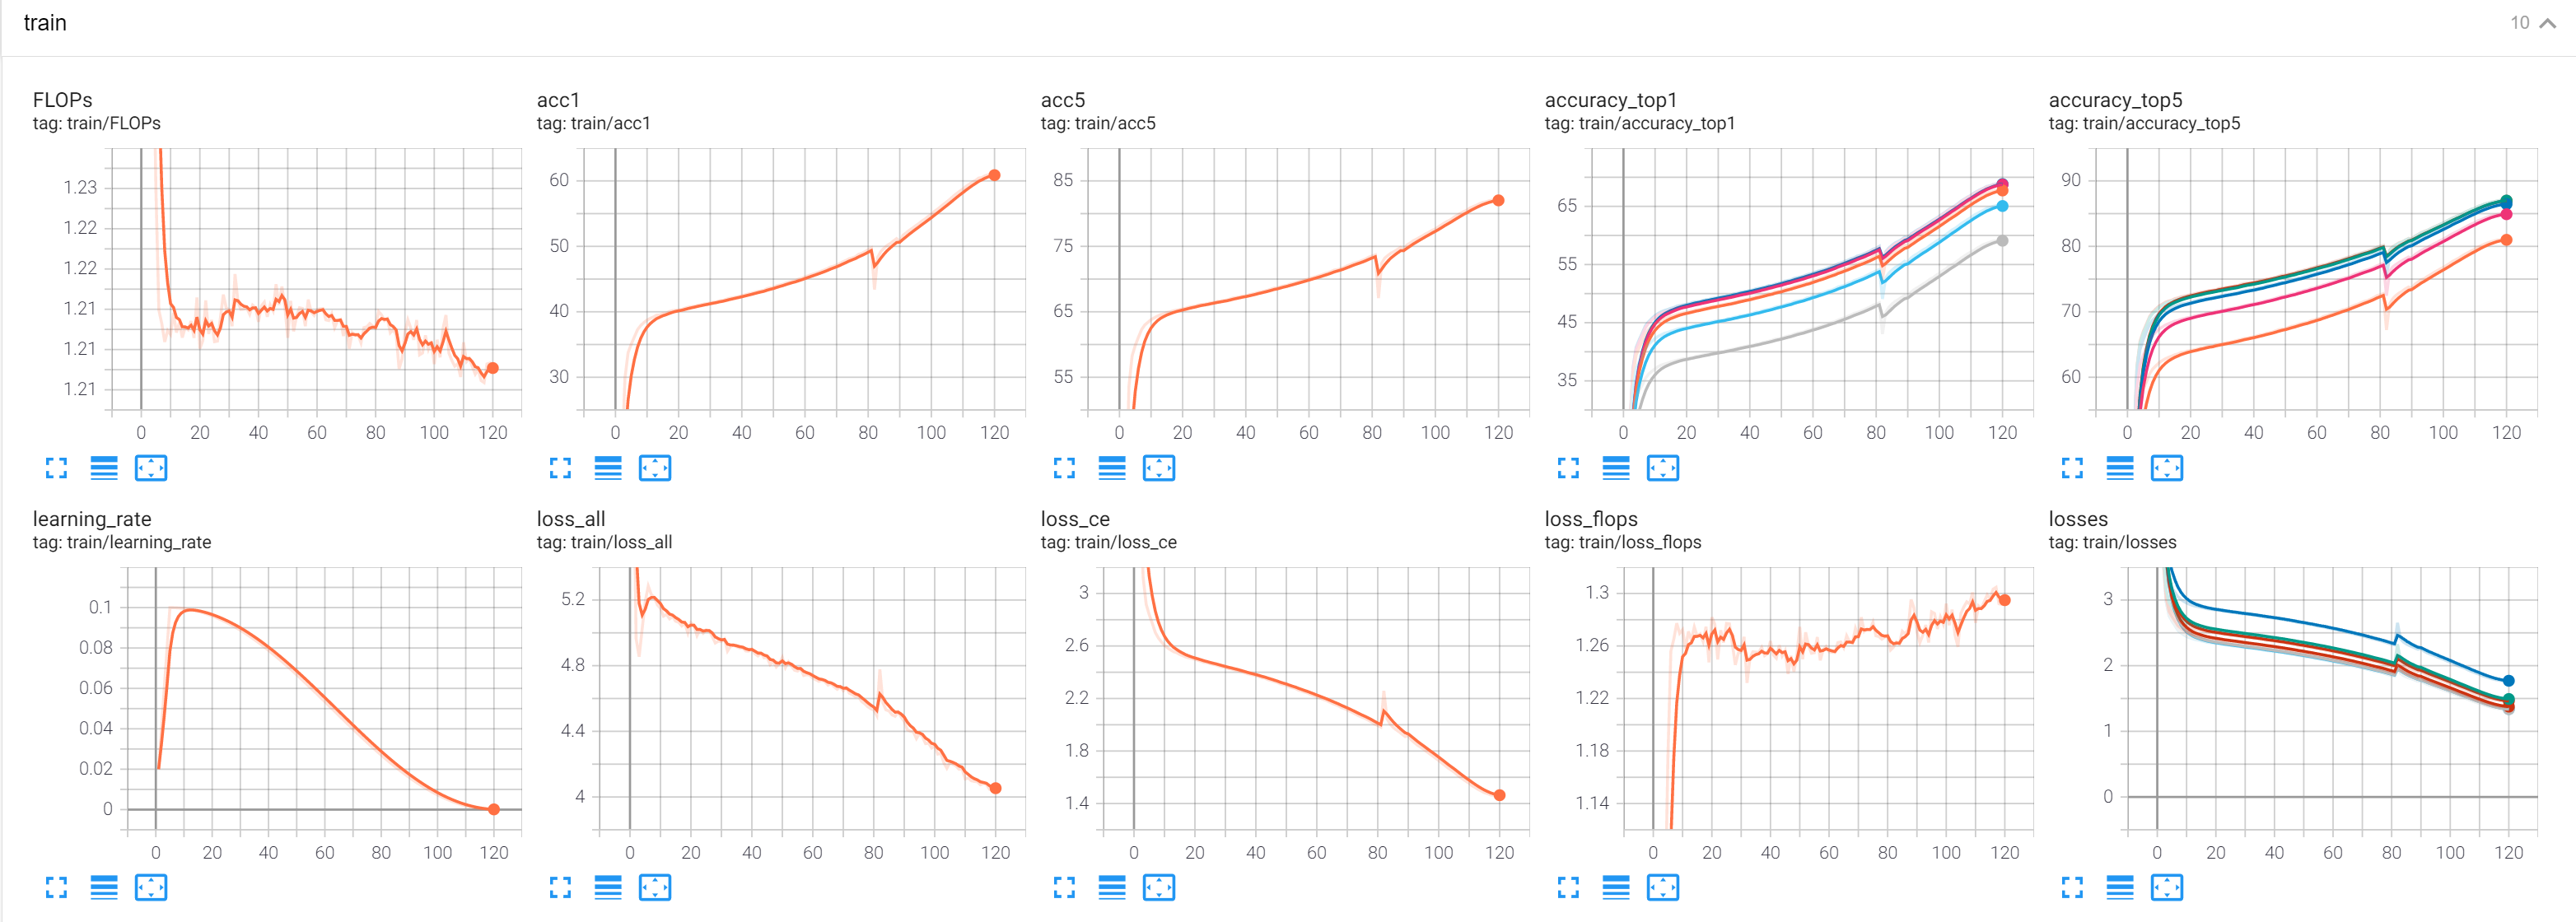 train
10
FLOPs
tag: train/FLOPs
1.23
1.22
1.22
1.21
1.21
1.21
0 20 40 60 80 100 120
acc1
tag: train/acc1
60
50
40
30
0 20 40 60 80 100 120
acc5
tag: train/acc5
85
75
65
55
0 20 40 60 80 100 120
accuracy_top1
tag: train/accuracy_top1
65
55
45
35
0 20 40 60 80 100 120
accuracy_top5
tag: train/accuracy_top5
90
80
70
60
0 20 40 60 80 100 120
learning_rate
tag: train/learning_rate
0.1
0.08
0.06
0.04
0.02
0
0 20 40 60 80 100 120
loss_all
tag: train/loss_all
5.2
4.8
4.4
4
0 20 40 60 80 100 120
loss_ce
tag: train/loss_ce
3
2.6
2.2
1.8
1.4
0 20 40 60 80 100 120
loss_flops
tag: train/loss_flops
1.3
1.26
1.22
1.18
1.14
0 20 40 60 80 100 120
losses
tag: train/losses
3
2
1
0
0 20 40 60 80 100 120